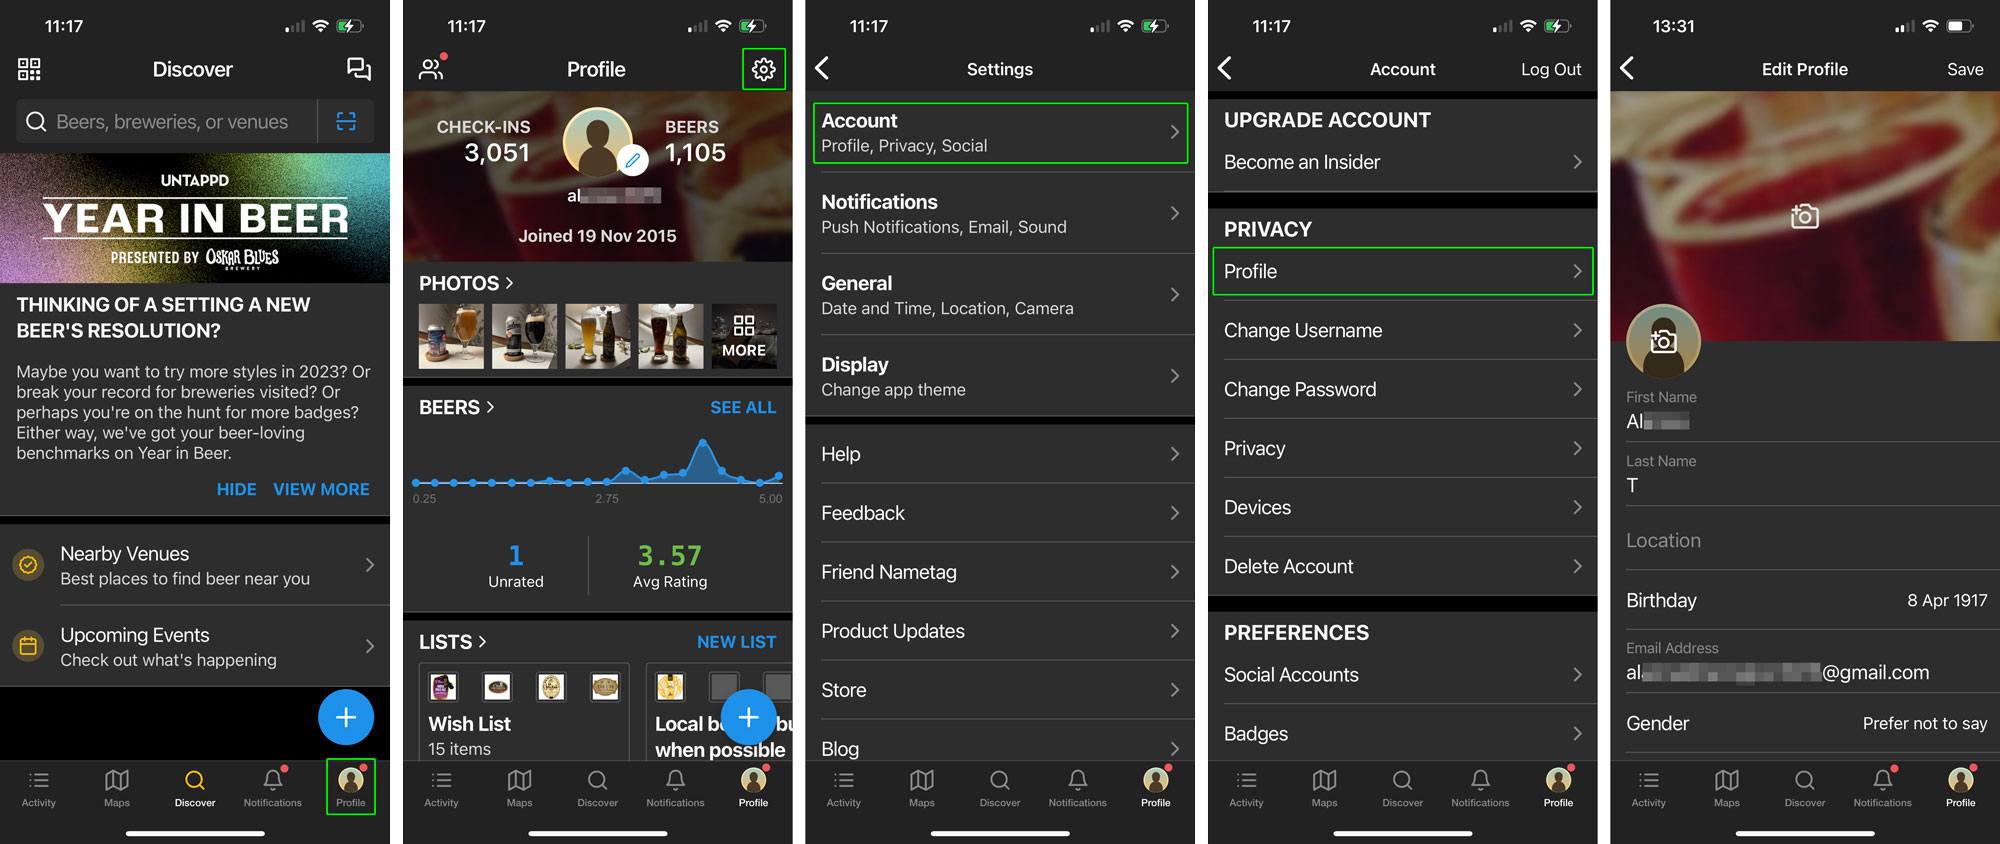 11:17
Discover
Beers, breweries, or venues
UNTAPPD
YEAR IN BEER
PRESENTED BY OSKAR BLUES
BREWERY
THINKING OF A SETTING A NEW
BEER'S RESOLUTION?
Maybe you want to try more styles in 2023? Or
break your record for breweries visited? Or
perhaps you're on the hunt for more badges?
Either way, we've got your beer-loving
benchmarks on Year in Beer.
HIDE VIEW MORE
Nearby Venues
Best places to find beer near you
Upcoming Events
Check out what's happening
Activity Maps Discover Notifications Profile
11:17
Profile
CHECK-INS BEERS
3,051 1,105
al
Joined 19 Nov 2015
PHOTOS
MORE
BEERS SEE ALL
0.25 2.75 5.00
1 3.57
Unrated Avg Rating
LISTS NEW LIST
Wish List
15 items
Local
when possible
Activity Maps Discover Notifications Profile
11:17
Settings
Account
Profile, Privacy, Social
Notifications
Push Notifications, Email, Sound
General
Date and Time, Location, Camera
Display
Change app theme
Help
Feedback
Friend Nametag
Product Updates
Store
Blog
Activity Maps Discover Notifications Profile
11:17
Account Log Out
UPGRADE ACCOUNT
Become an Insider
PRIVACY
Profile
Change Username
Change Password
Privacy
Devices
Delete Account
PREFERENCES
Social Accounts
Badges
Activity Maps Discover Notifications Profile
13:31
Edit Profile Save
First Name
Al
Last Name
T
Location
Birthday 8 Apr 1917
Email Address
al @gmail.com
Gender Prefer not to say
Activity Maps Discover Notifications Profile